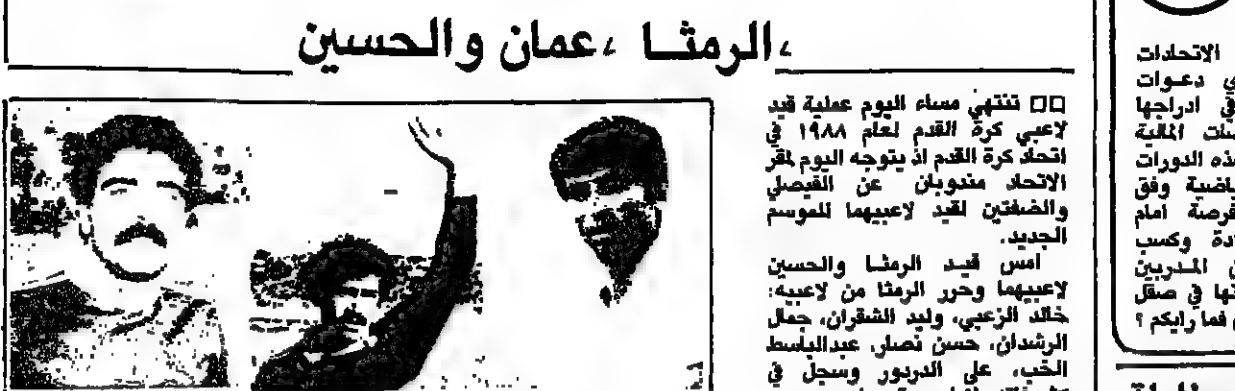 ،الرمثا ،عمان والحسين
□□ تنتهي مساء اليوم عملية قيد
لاعبي كرة القدم لعام ١٩٨٨ في
اتحاد كرة القدم اذ يتوجه اليوم لمقر
الاتحاد مندوبان عن الفيصلي
والضفتين لقيد لاعبيهما للموسم
الجديد.
امس قيد الرمثا والحسين
لاعبيهما وحرر الرمثا من لاعبيه:
خالد الزعبي، وليد الشقران، جمال
الرشدان، حسن نصار، عبدالباسط
الخب، علي الدربور وسجل في
الاتحادات
دعوات
في ادراجها
المالية
هذه الدورات
وفق
امام
وكسب
المدربين
في صقل
فما رايكم ؟